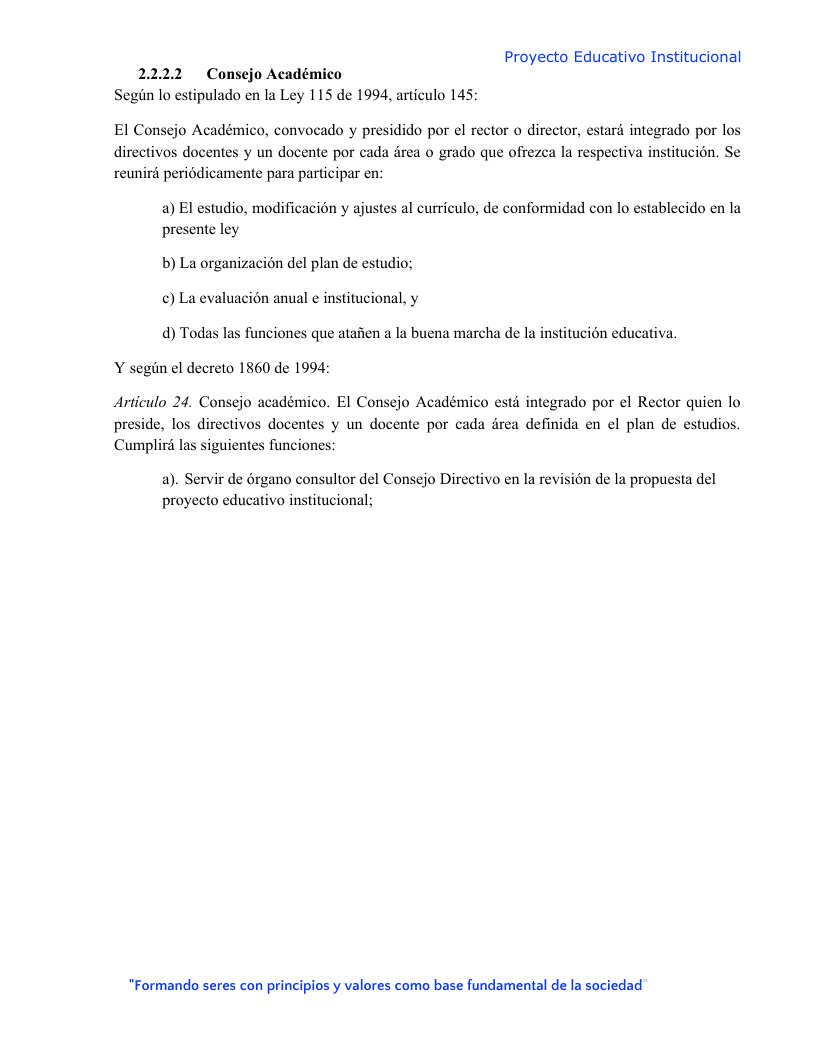 Proyecto Educativo Institucional
2.2.2.2 Consejo Académico
Según lo estipulado en la Ley 115 de 1994, artículo 145:
El Consejo Académico, convocado y presidido por el rector o director, estará integrado por los
directivos docentes y un docente por cada área o grado que ofrezca la respectiva institución. Se
reunirá periódicamente para participar en:
a) El estudio, modificación y ajustes al currículo, de conformidad con lo establecido en la
presente ley
b) La organización del plan de estudio;
c) La evaluación anual e institucional, y
d) Todas las funciones que atañen a la buena marcha de la institución educativa.
Y según el decreto 1860 de 1994:
Artículo 24. Consejo académico. El Consejo Académico está integrado por el Rector quien lo
preside, los directivos docentes y un docente por cada área definida en el plan de estudios.
Cumplirá las siguientes funciones:
a). Servir de órgano consultor del Consejo Directivo en la revisión de la propuesta del
proyecto educativo institucional;
"Formando seres con principios y valores como base fundamental de la sociedad"